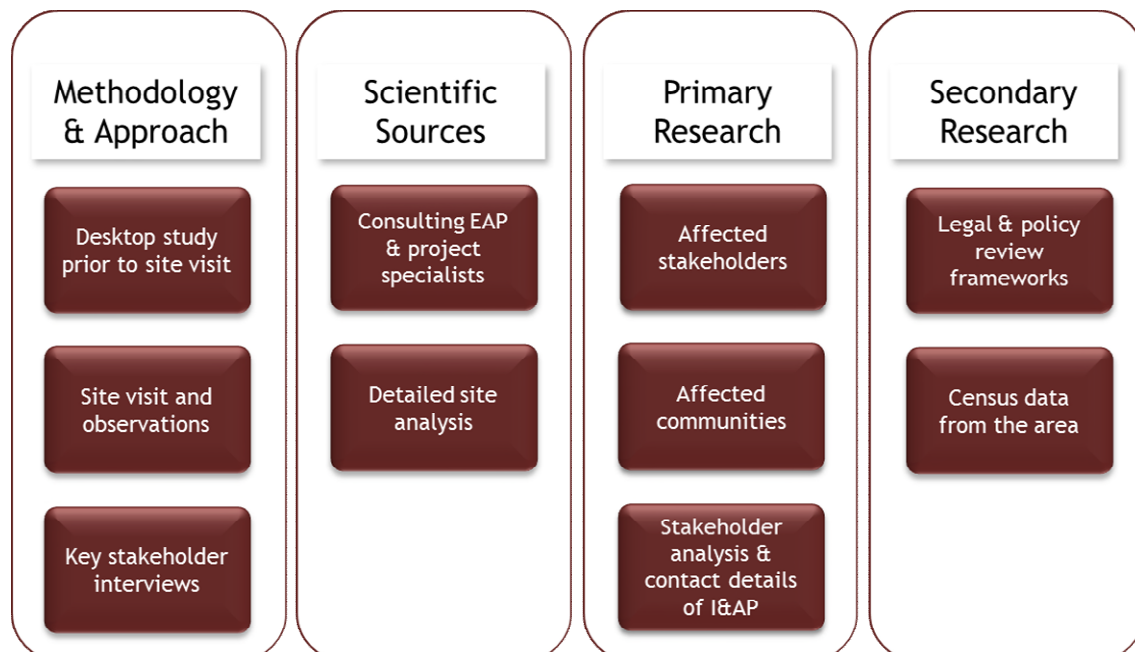 Methodology
& Approach
Desktop study
prior to site visit
Site visit and
observations
Key stakeholder
interviews
Scientific
Sources
Consulting EAP
& project
specialists
Detailed site
analysis
Primary
Research
Affected
stakeholders
Affected
communities
Stakeholder
analysis &
contact details
of I&AP
Secondary
Research
Legal & policy
review
frameworks
Census data
from the area